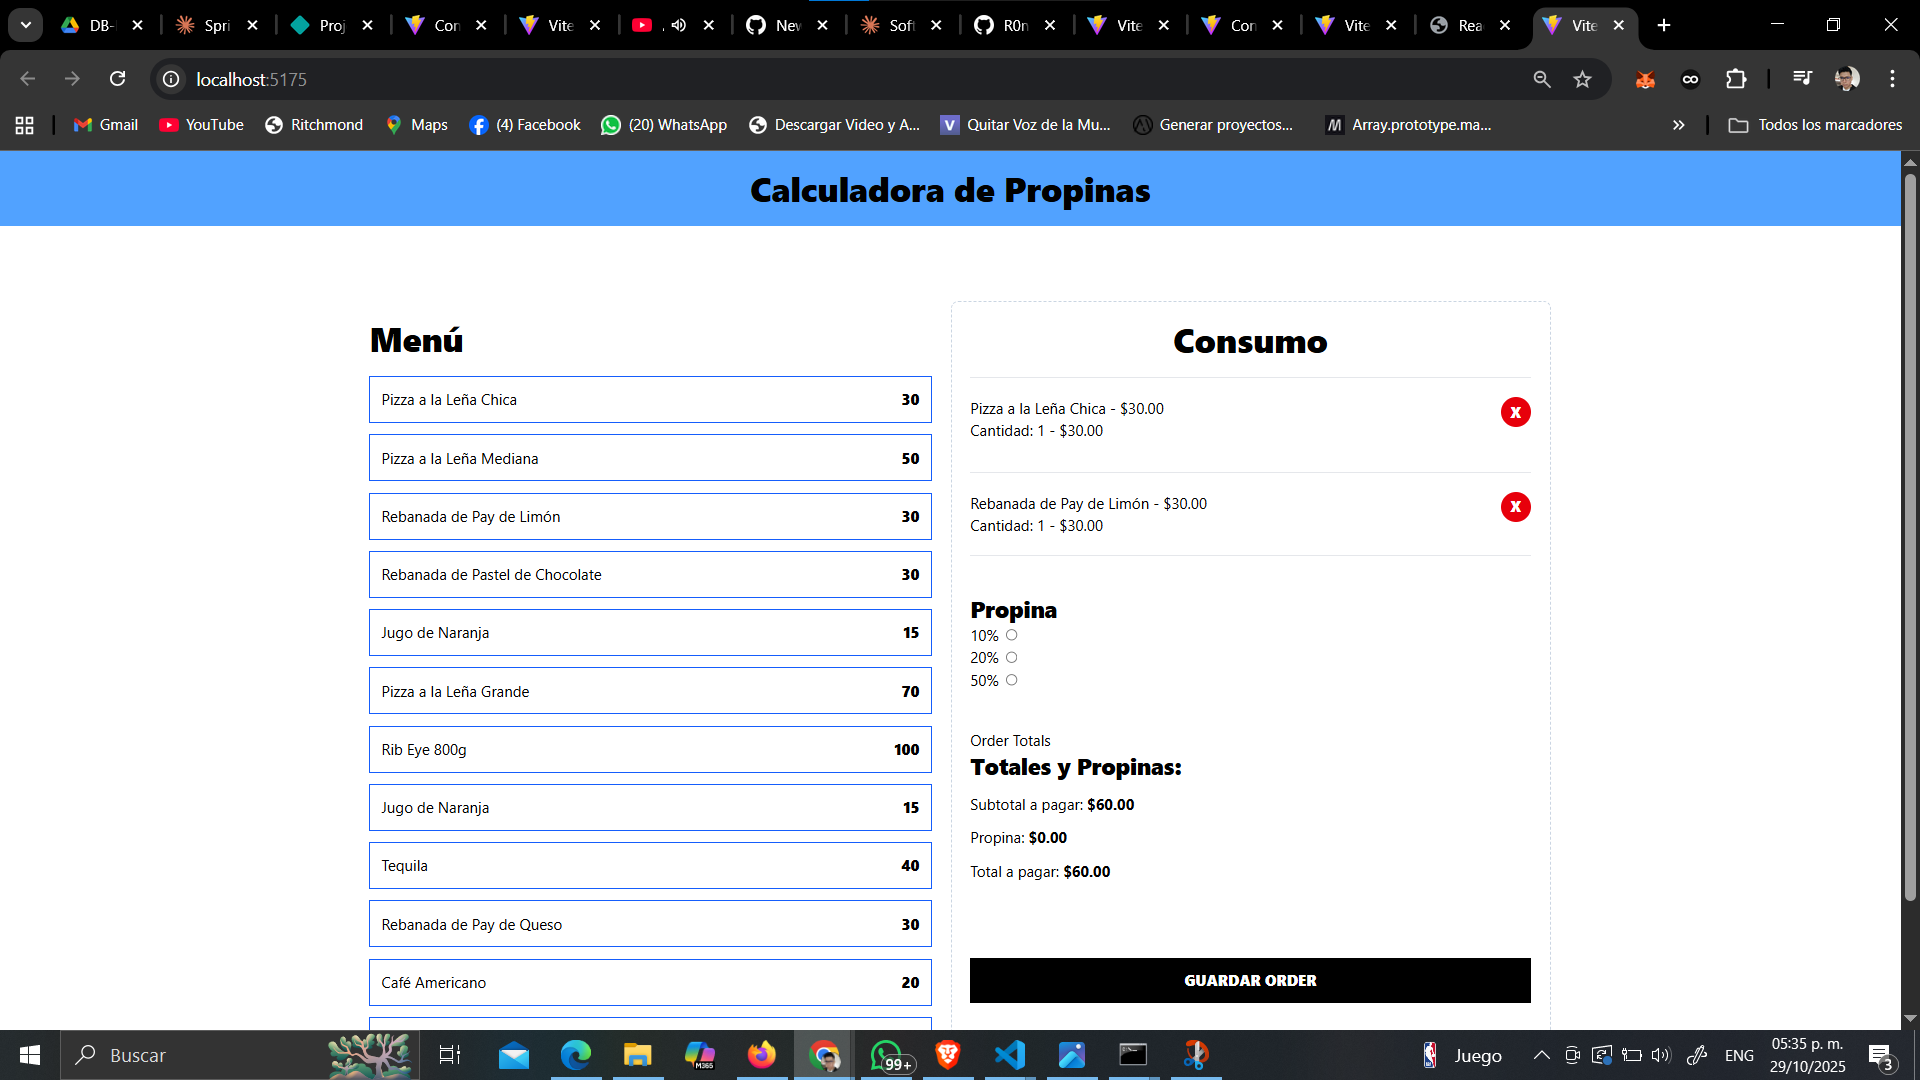 DB-
Spri
Proj
Con
Vite
Nev
Soft
R0n
Vite
Con
Vite
Rea
Vite
localhost:5175
Gmail
YouTube
Ritchmond
Maps
(4) Facebook
(20) WhatsApp
Descargar Video y A...
Quitar Voz de la Mu...
Generar proyectos...
Array.prototype.ma...
Todos los marcadores
Calculadora de Propinas
Menú
Pizza a la Leña Chica 30
Pizza a la Leña Mediana 50
Rebanada de Pay de Limón 30
Rebanada de Pastel de Chocolate 30
Jugo de Naranja 15
Pizza a la Leña Grande 70
Rib Eye 800g 100
Jugo de Naranja 15
Tequila 40
Rebanada de Pay de Queso 30
Café Americano 20
Consumo
Pizza a la Leña Chica - $30.00
Cantidad: 1 - $30.00
X
Rebanada de Pay de Limón - $30.00
Cantidad: 1 - $30.00
X
Propina
10%
20%
50%
Order Totals
Totales y Propinas:
Subtotal a pagar: $60.00
Propina: $0.00
Total a pagar: $60.00
GUARDAR ORDER
Buscar
M365
99+
Juego
ENG
05:35 p. m.
29/10/2025
3